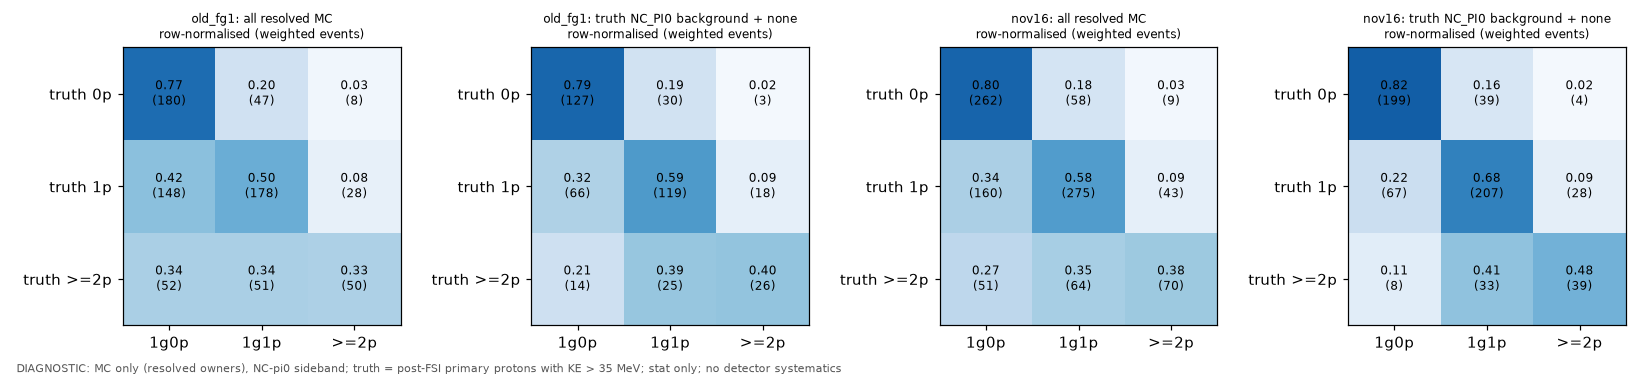 old_fg1: all resolved MC
row-normalised (weighted events)
truth 0p
0.77
(180)
0.20
(47)
0.03
(8)
truth 1p
0.42
(148)
0.50
(178)
0.08
(28)
truth >=2p
0.34
(52)
0.34
(51)
0.33
(50)
1g0p
1g1p
>=2p
old_fg1: truth NC_PI0 background + none
row-normalised (weighted events)
truth 0p
0.79
(127)
0.19
(30)
0.02
(3)
truth 1p
0.32
(66)
0.59
(119)
0.09
(18)
truth >=2p
0.21
(14)
0.39
(25)
0.40
(26)
1g0p
1g1p
>=2p
nov16: all resolved MC
row-normalised (weighted events)
truth 0p
0.80
(262)
0.18
(58)
0.03
(9)
truth 1p
0.34
(160)
0.58
(275)
0.09
(43)
truth >=2p
0.27
(51)
0.35
(64)
0.38
(70)
1g0p
1g1p
>=2p
nov16: truth NC_PI0 background + none
row-normalised (weighted events)
truth 0p
0.82
(199)
0.16
(39)
0.02
(4)
truth 1p
0.22
(67)
0.68
(207)
0.09
(28)
truth >=2p
0.11
(8)
0.41
(33)
0.48
(39)
1g0p
1g1p
>=2p
DIAGNOSTIC: MC only (resolved owners), NC-pi0 sideband; truth = post-FSI primary protons with KE > 35 MeV; stat only; no detector systematics